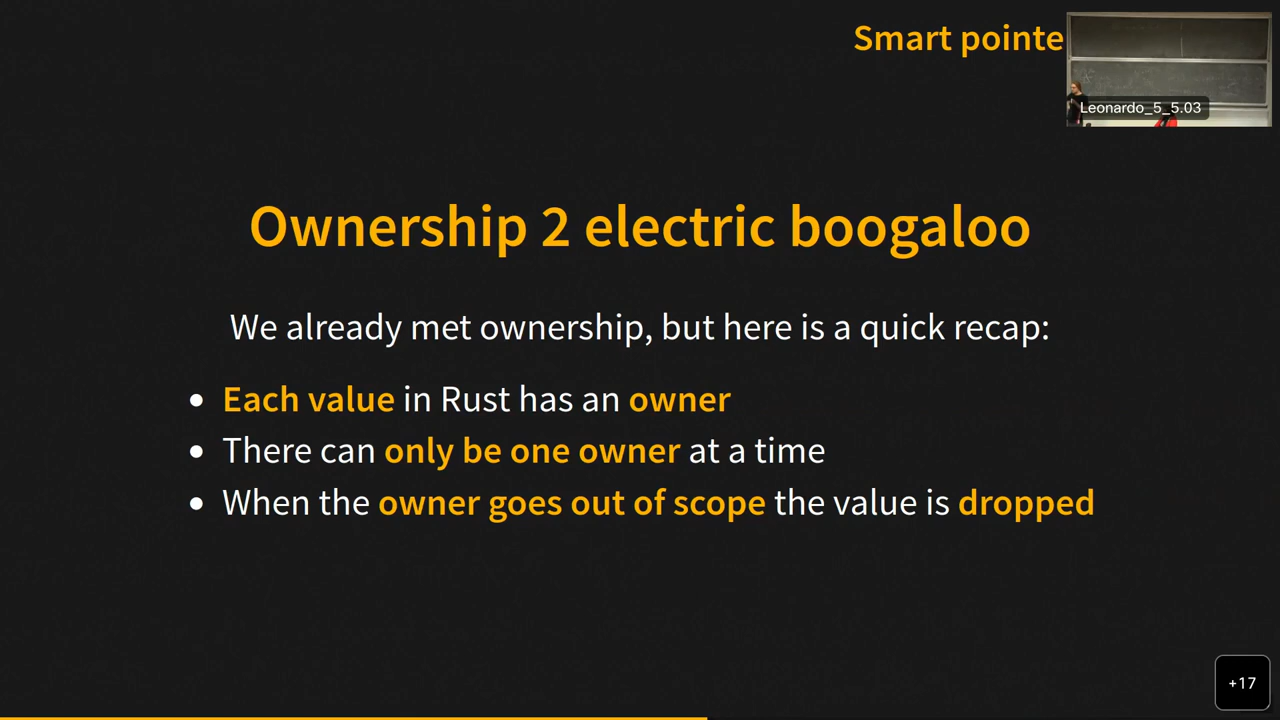 Smart pointe
Leonardo_5_5.03
Ownership 2 electric boogaloo
We already met ownership, but here is a quick recap:
• Each value in Rust has an owner
• There can only be one owner at a time
• When the owner goes out of scope the value is dropped
+17